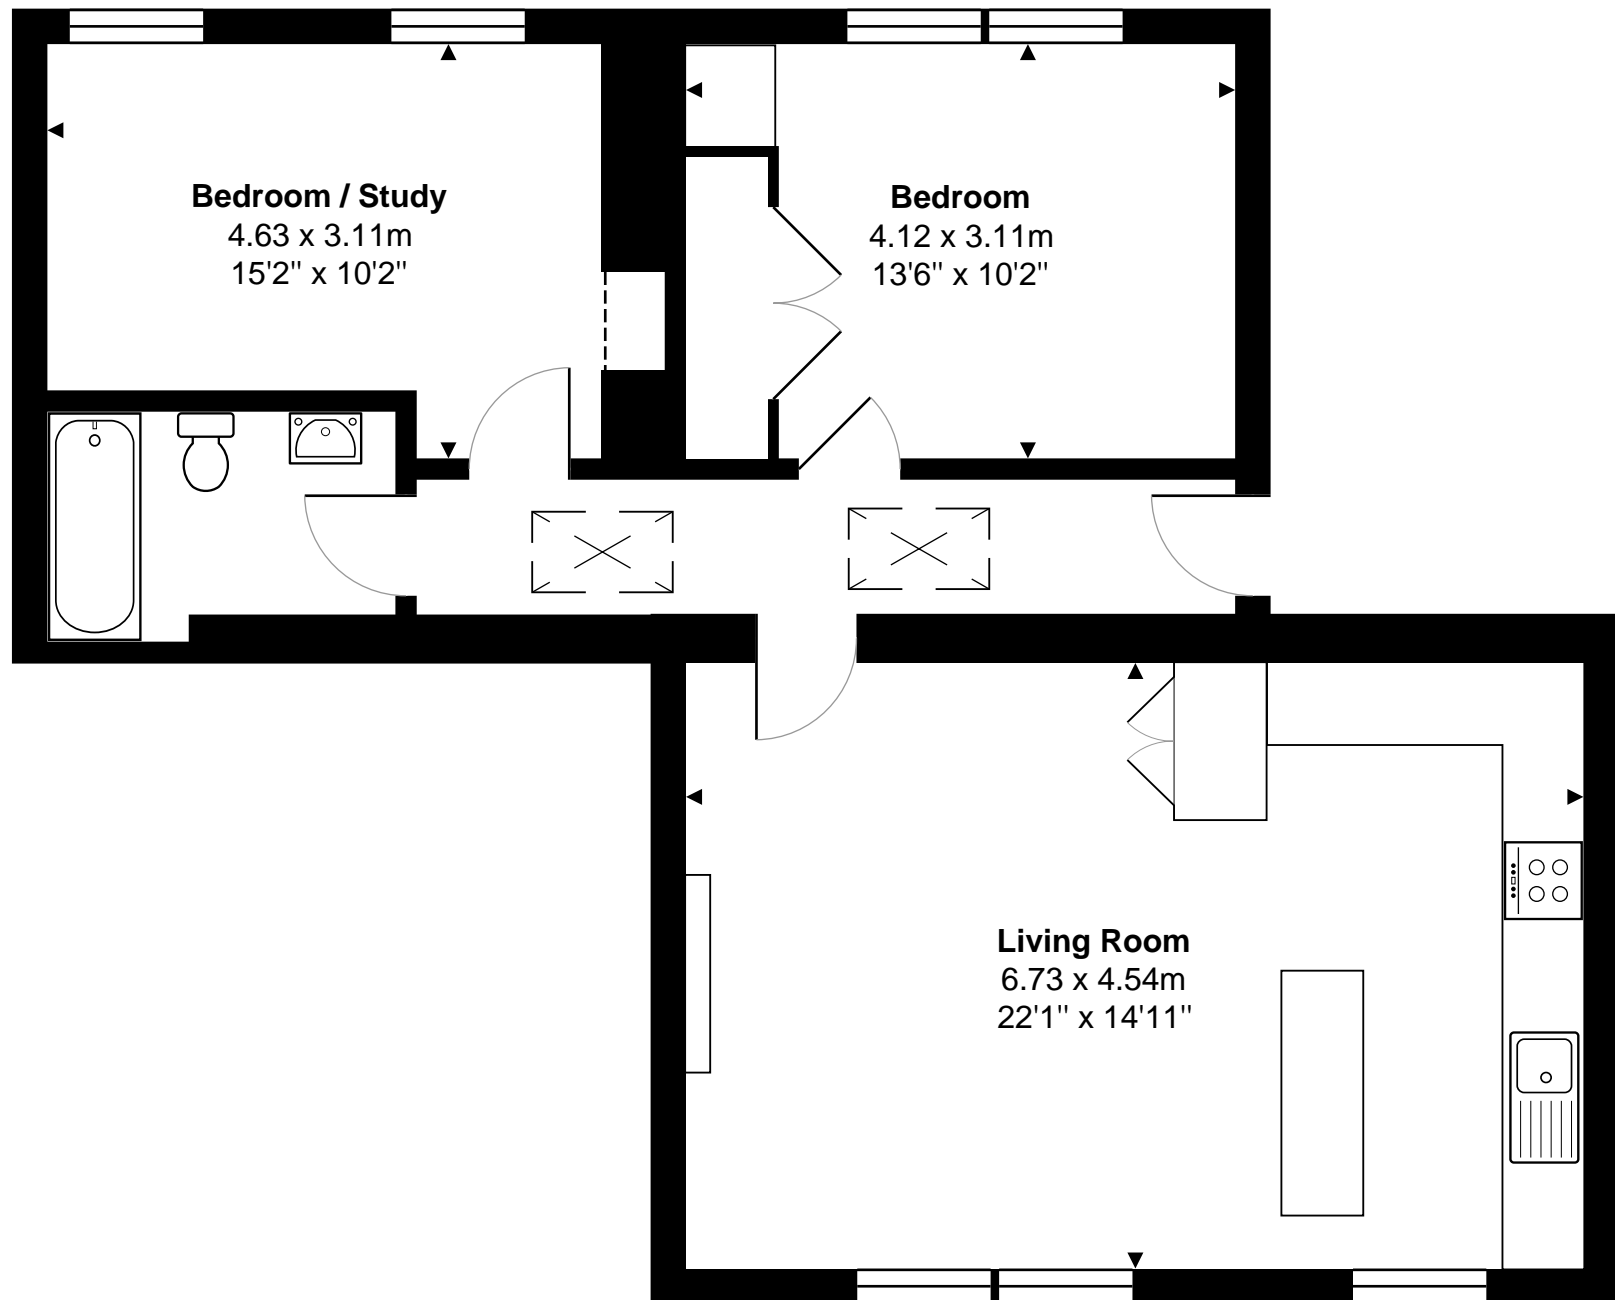 Bedroom / Study
4.63 x 3.11m
15'2" x 10'2"
Bedroom
4.12 x 3.11m
13'6" x 10'2"
Living Room
6.73 x 4.54m
22'1" x 14'11"